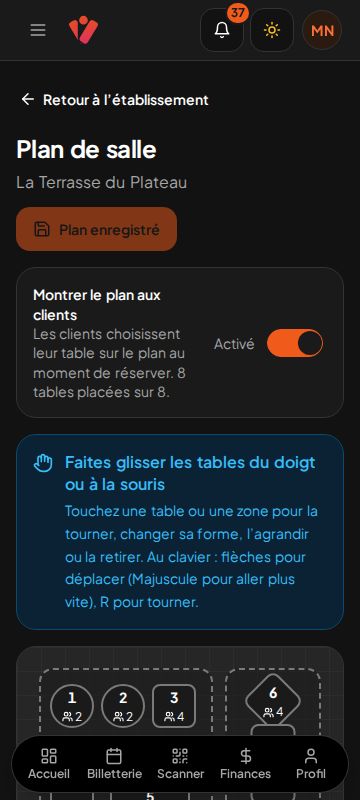 37
MN
Retour à l'établissement
Plan de salle
La Terrasse du Plateau
Plan enregistré
Montrer le plan aux
clients
Les clients choisissent
leur table sur le plan au
moment de réserver. 8
tables placées sur 8.
Activé
Faites glisser les tables du doigt
ou à la souris
Touchez une table ou une zone pour la
tourner, changer sa forme, l'agrandir
ou la retirer. Au clavier : flèches pour
déplacer (Majuscule pour aller plus
vite), R pour tourner.
1
2
3
6
2
2
4
4
Accueil
Billetterie
Scanner
Finances
Profil
5